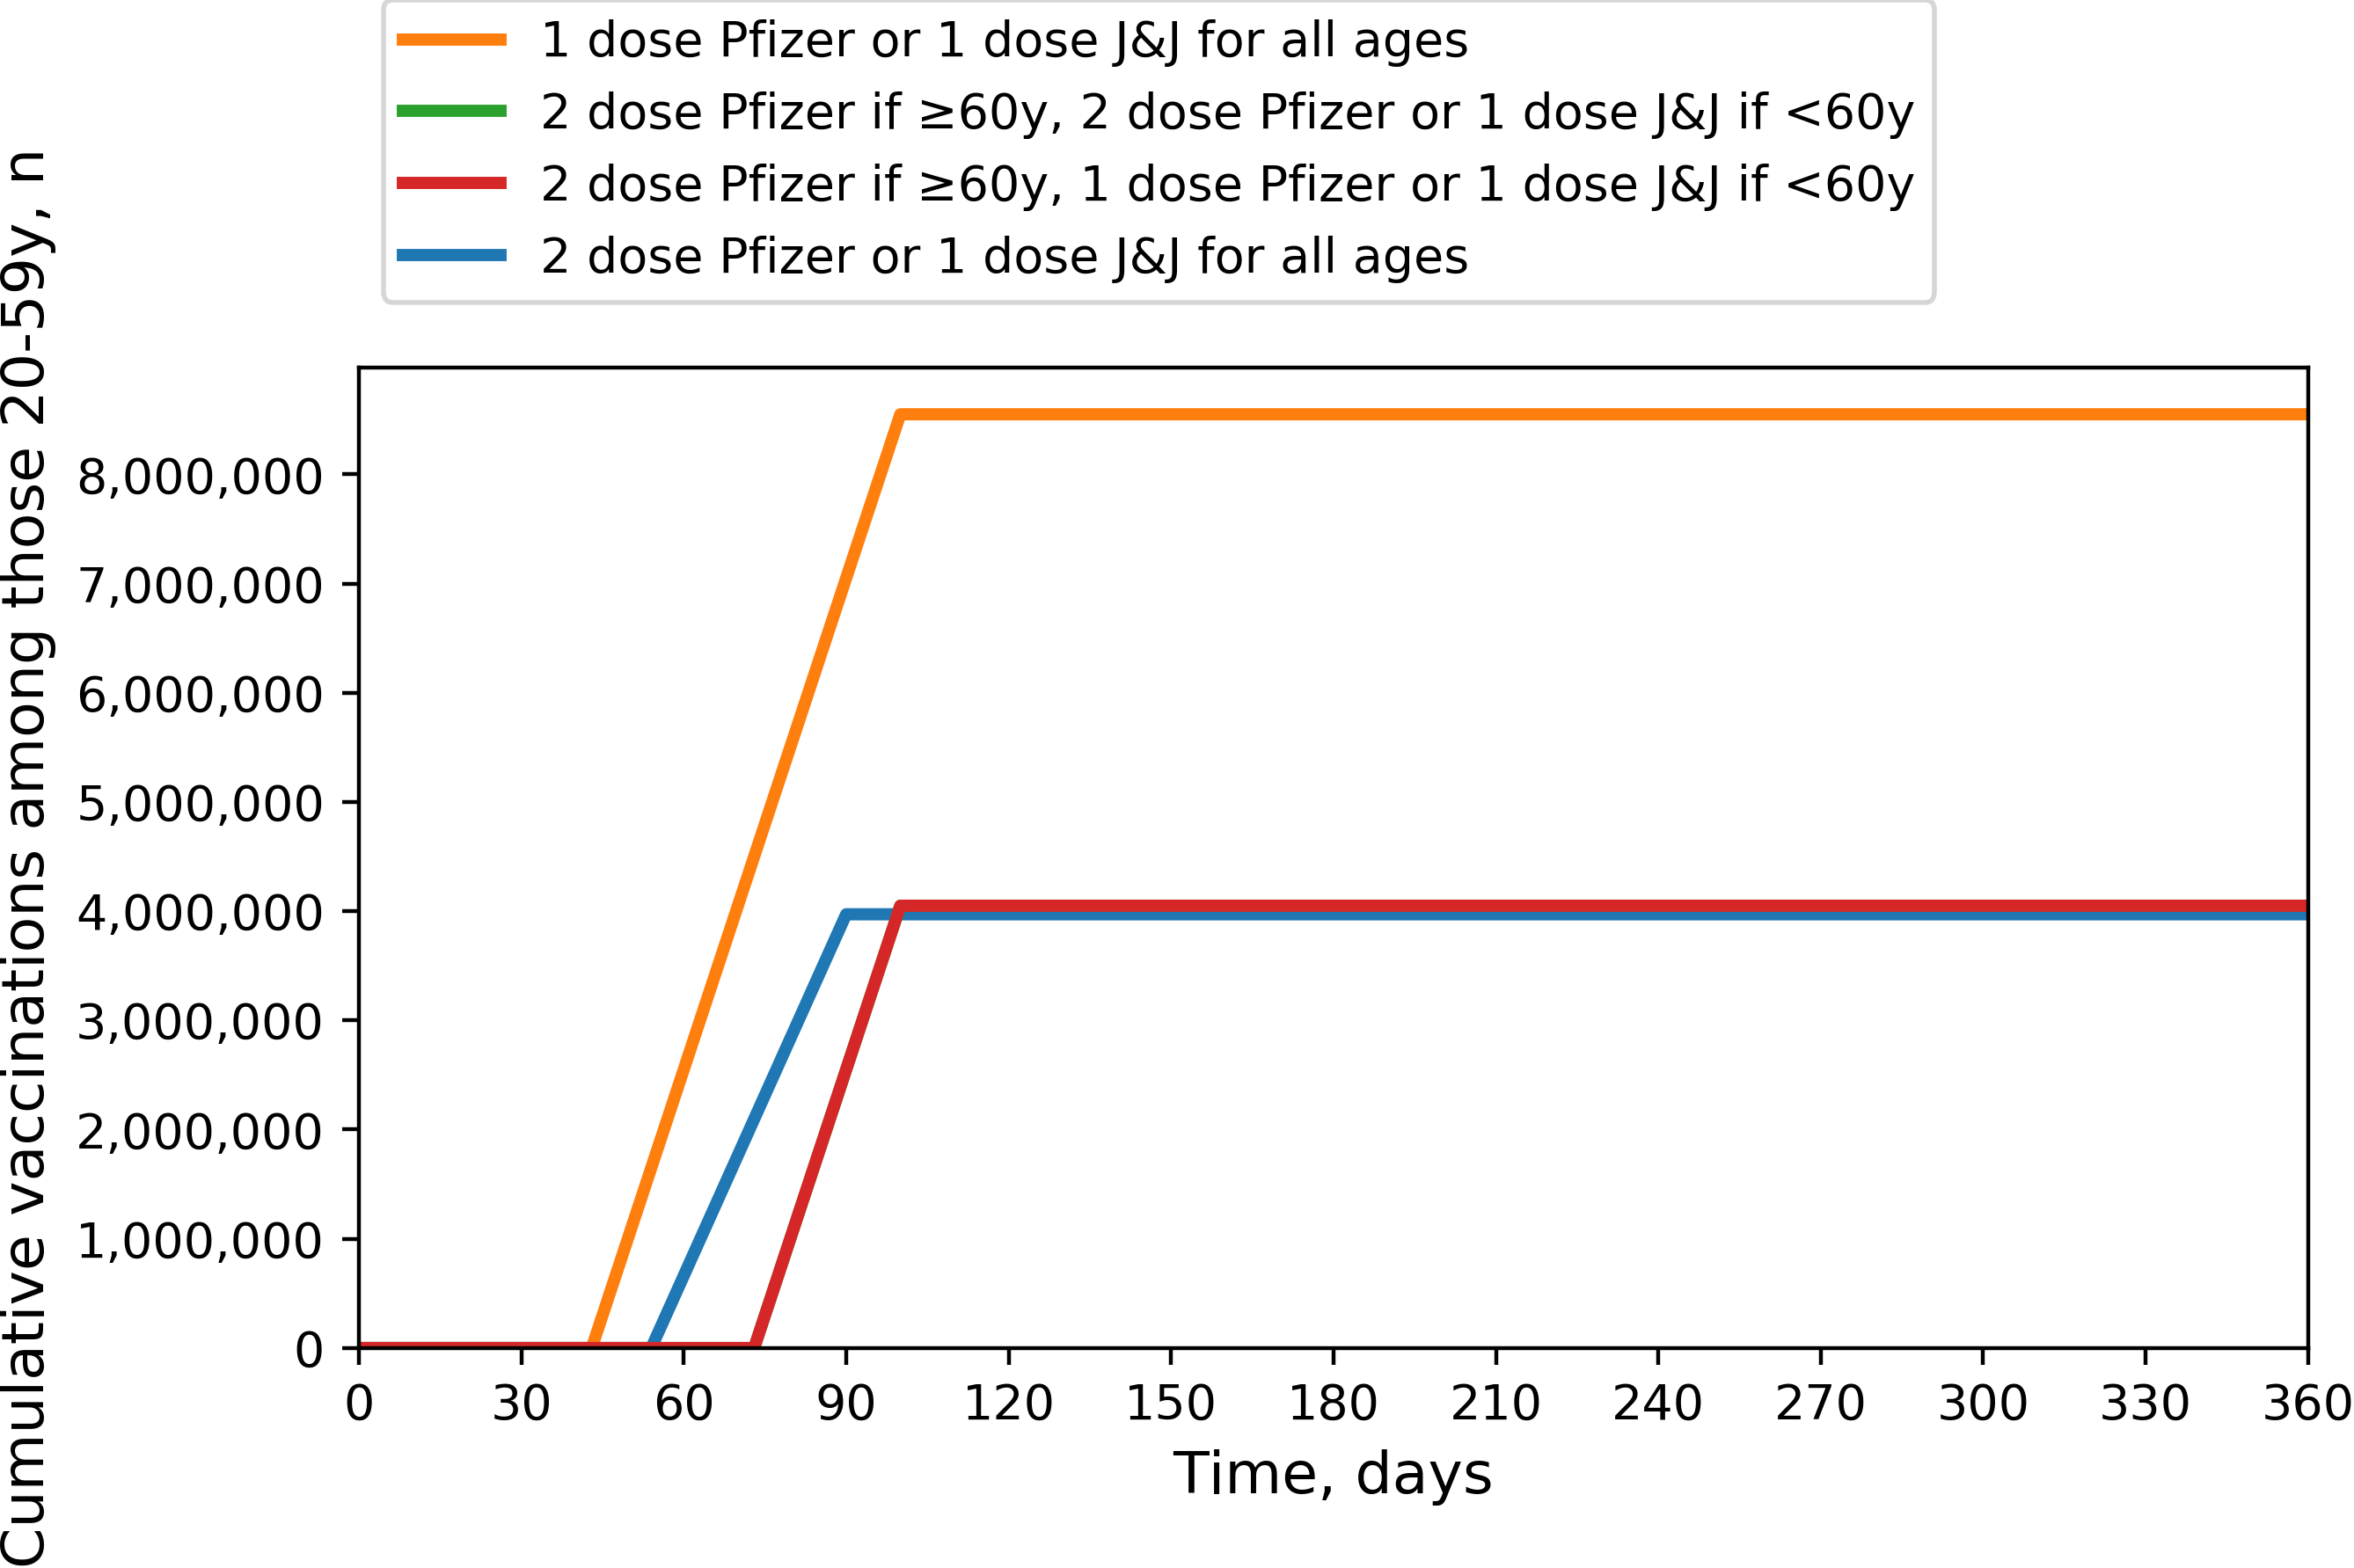 1 dose Pfizer or 1 dose J&J for all ages
2 dose Pfizer if ≥60y, 2 dose Pfizer or 1 dose J&J if <60y
2 dose Pfizer if ≥60y, 1 dose Pfizer or 1 dose J&J if <60y
2 dose Pfizer or 1 dose J&J for all ages
Cumulative vaccinations among those 20-59y, n
8,000,000
7,000,000
6,000,000
5,000,000
4,000,000
3,000,000
2,000,000
1,000,000
0
0 30 60 90 120 150 180 210 240 270 300 330 360
Time, days